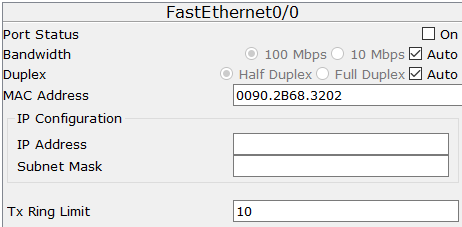 FastEthernet0/0
Port Status On
Bandwidth 100 Mbps 10 Mbps Auto
Duplex Half Duplex Full Duplex Auto
MAC Address 0090.2B68.3202
IP Configuration
IP Address
Subnet Mask
Tx Ring Limit 10